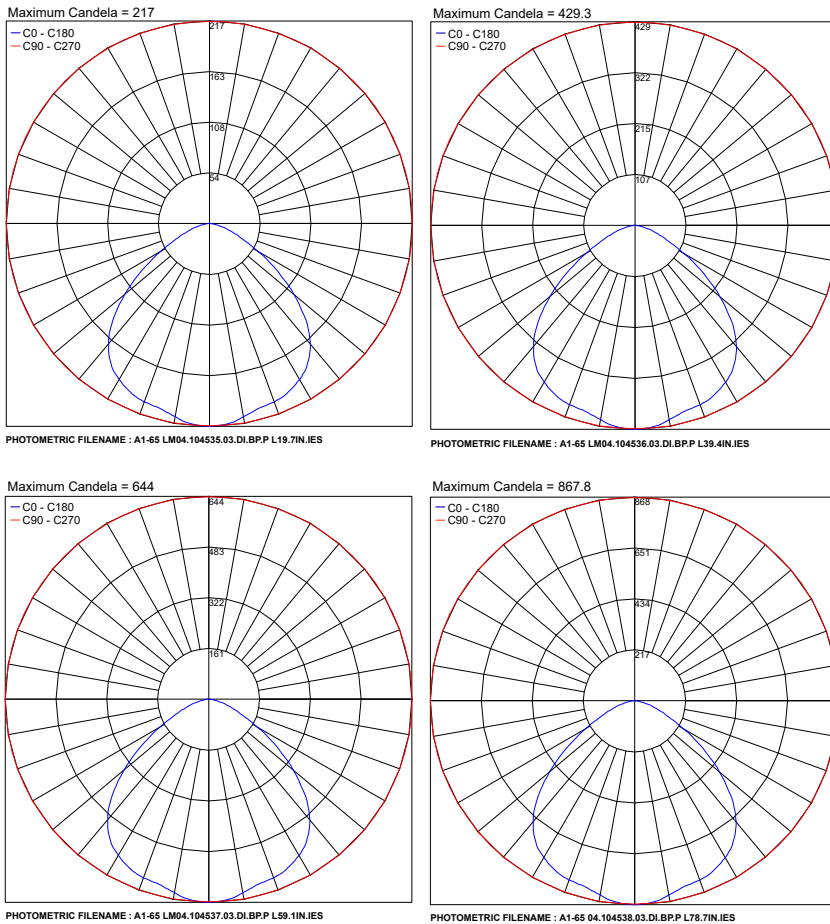 Maximum Candela = 217
C0 - C180
C90 - C270
217
163
108
54
PHOTOMETRIC FILENAME : A1-65 LM04.104535.03.DI.BP.P L19.7IN.IES
Maximum Candela = 429.3
C0 - C180
C90 - C270
429
322
215
107
PHOTOMETRIC FILENAME : A1-65 LM04.104536.03.DI.BP.P L39.4IN.IES
Maximum Candela = 644
C0 - C180
C90 - C270
644
483
322
161
PHOTOMETRIC FILENAME : A1-65 LM04.104537.03.DI.BP.P L59.1IN.IES
Maximum Candela = 867.8
C0 - C180
C90 - C270
868
651
434
217
PHOTOMETRIC FILENAME : A1-65 04.104538.03.DI.BP.P L78.7IN.IES